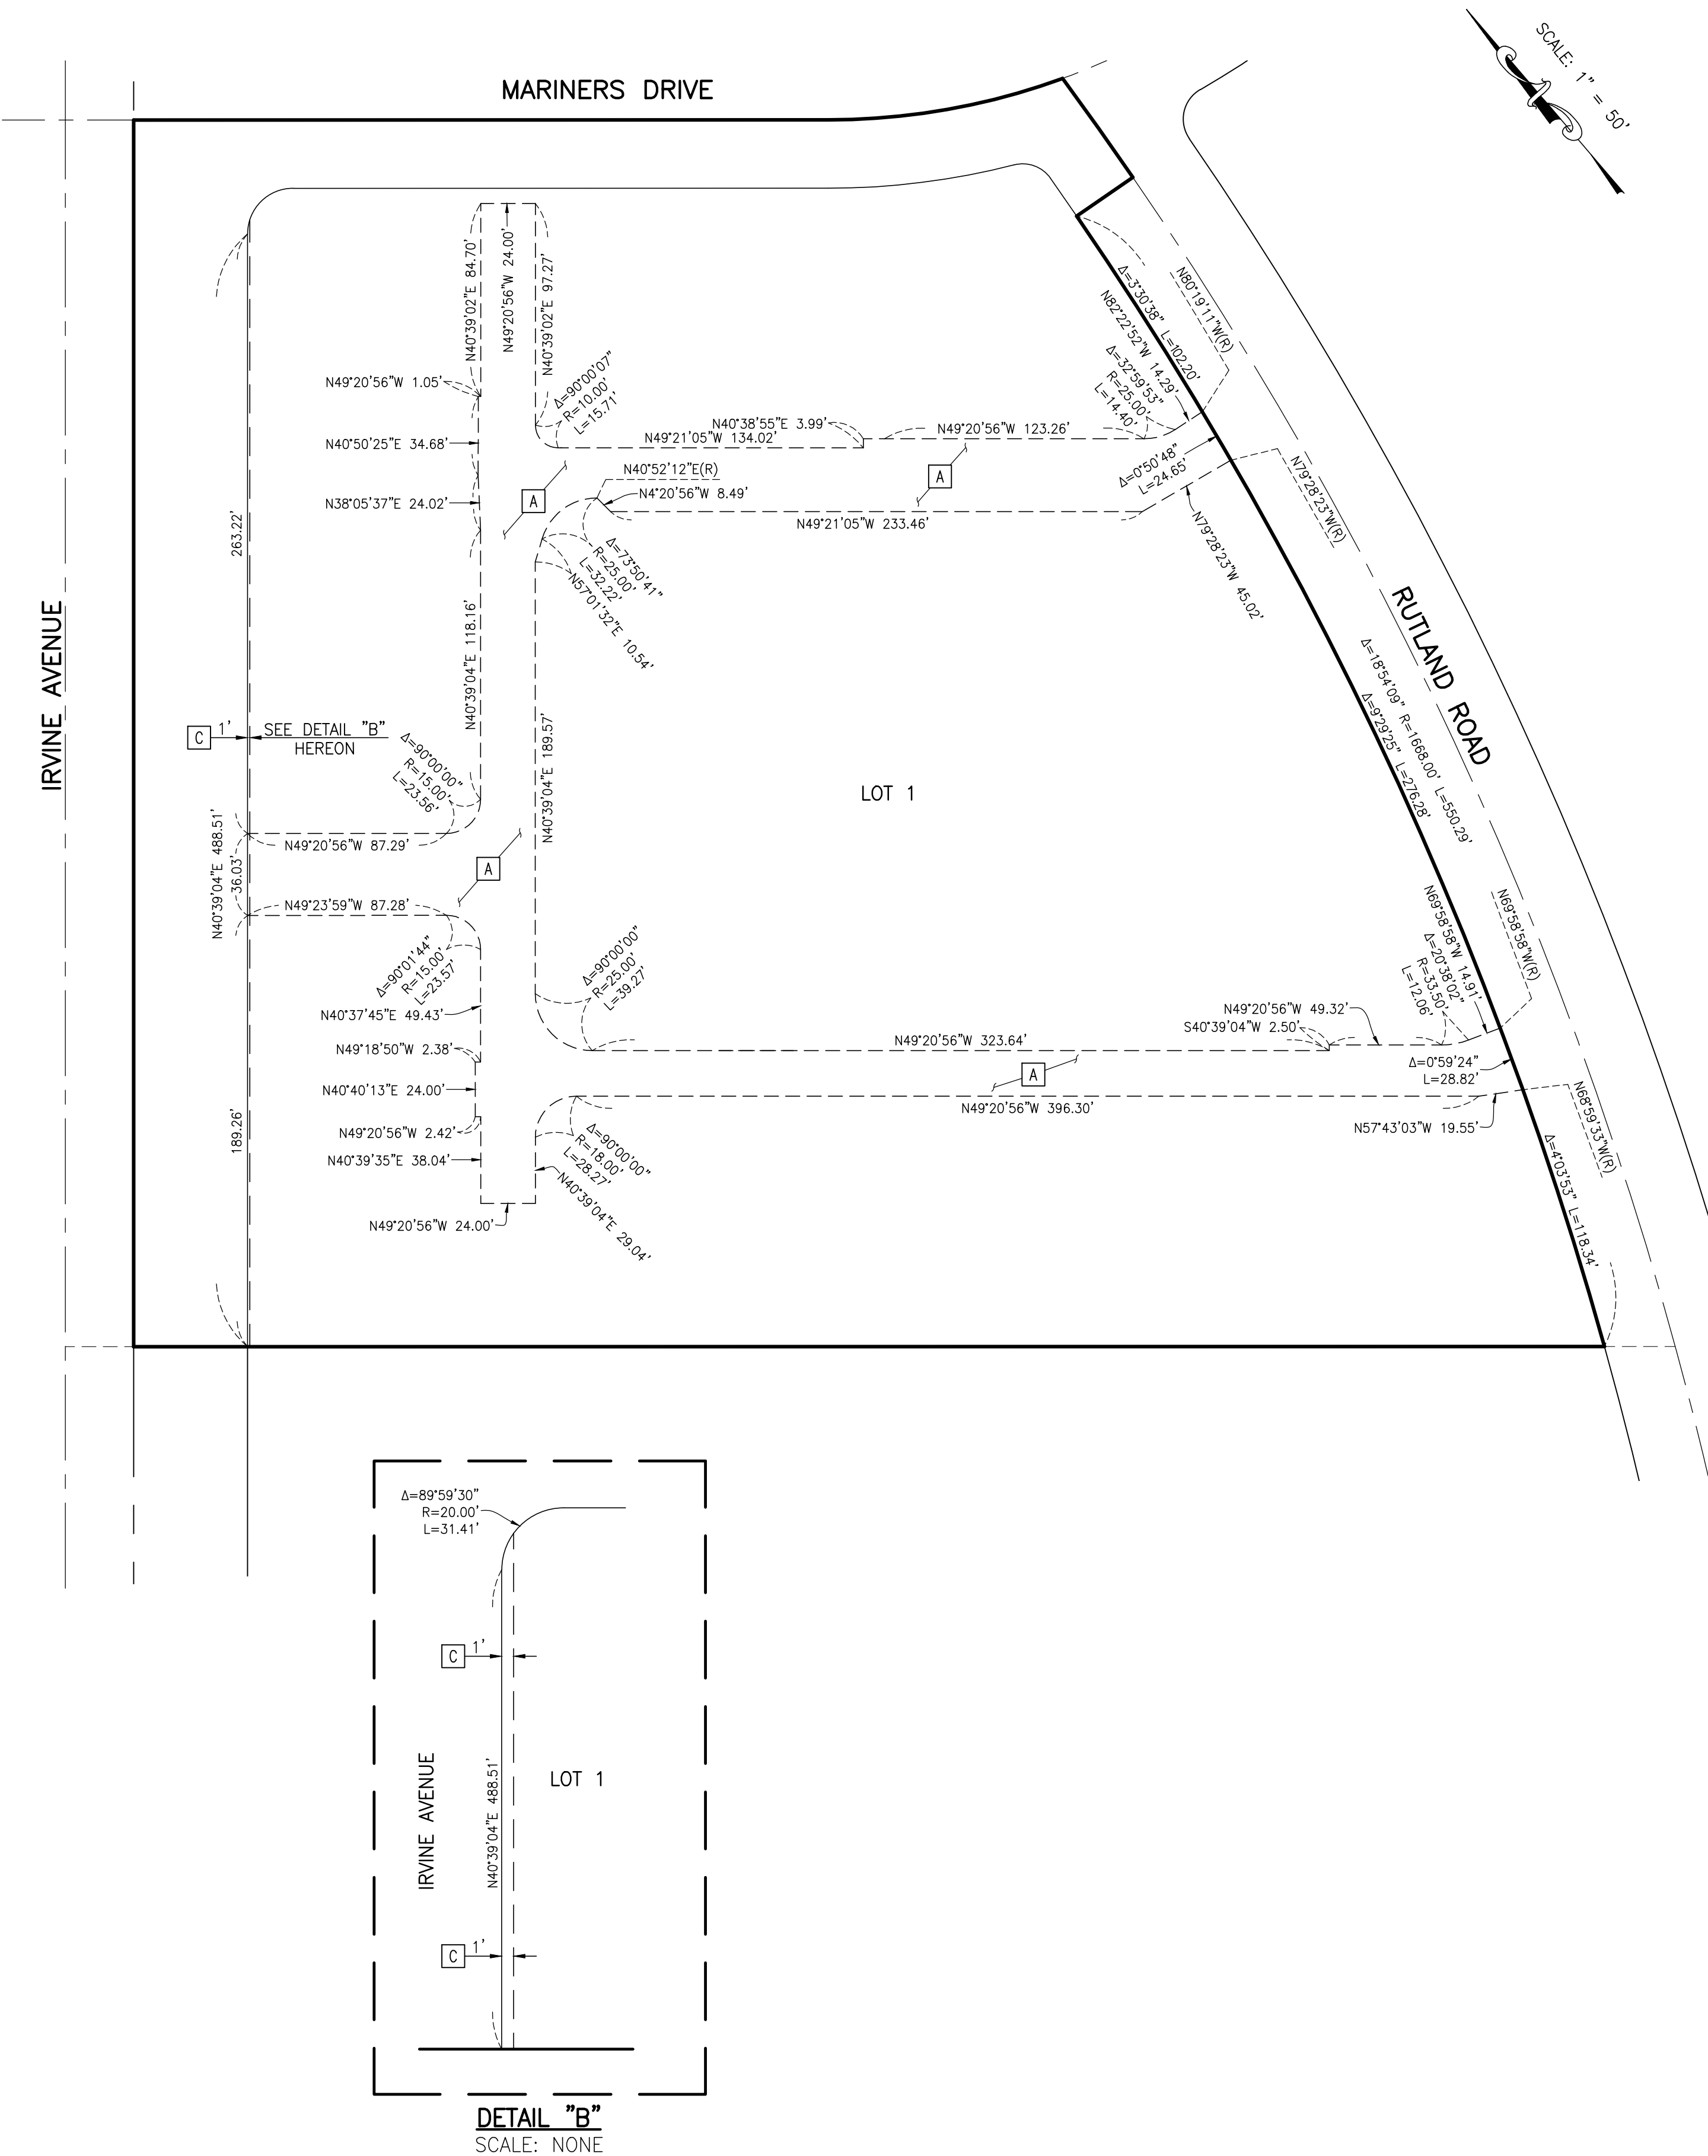 SCALE: 1" = 50'
MARINERS DRIVE
IRVINE AVENUE
N40°39'02"E 84.70'
N49°20'56"W 24.00'
N40°39'02"E 97.27'
N49°20'56"W 1.05'
N40°50'25"E 34.68'
N38°05'37"E 24.02'
Δ=90°00'07"
R=10.00'
L=15.71'
N40°38'55"E 3.99'
N49°21'05"W 134.02'
N49°20'56"W 123.26'
Δ=3°30'38" L=102.20'
N82°22'52"W 14.29'
Δ=32°59'53"
R=25.00'
L=14.40'
N80°19'11"W(R)
Δ=0°50'48"
L=24.65'
N79°28'23"W(R)
N79°28'23"W 45.02'
A
A
N40°52'12"E(R)
N4°20'56"W 8.49'
N49°21'05"W 233.46'
Δ=73°50'41"
R=25.00'
L=32.22'
N57°01'32"E 10.54'
263.22'
N40°39'04"E 118.16'
N40°39'04"E 189.57'
C 1'
SEE DETAIL "B"
HEREON
Δ=90°00'00"
R=15.00'
L=23.56'
LOT 1
RUTLAND ROAD
Δ=18°54'09" R=1668.00' L=550.29'
Δ=9°29'25" L=276.28'
N40°39'04"E 488.51'
36.03'
N49°20'56"W 87.29'
A
N49°23'59"W 87.28'
Δ=90°01'44"
R=15.00'
L=23.57'
Δ=90°00'00"
R=25.00'
L=39.27'
N40°37'45"E 49.43'
N49°18'50"W 2.38'
N40°40'13"E 24.00'
N49°20'56"W 2.42'
N40°39'35"E 38.04'
N49°20'56"W 24.00'
189.26'
N49°20'56"W 323.64'
A
N49°20'56"W 396.30'
Δ=90°00'00"
R=18.00'
L=28.27'
N40°39'04"E 29.04'
N49°20'56"W 49.32'
S40°39'04"W 2.50'
N69°58'58"W 14.91'
Δ=20°38'02"
R=33.50'
L=12.06'
N69°58'58"W(R)
Δ=0°59'24"
L=28.82'
N57°43'03"W 19.55'
N68°59'33"W(R)
Δ=4°03'53" L=118.34'
Δ=89°59'30"
R=20.00'
L=31.41'
C 1'
IRVINE AVENUE
N40°39'04"E 488.51'
LOT 1
C 1'
DETAIL "B"
SCALE: NONE